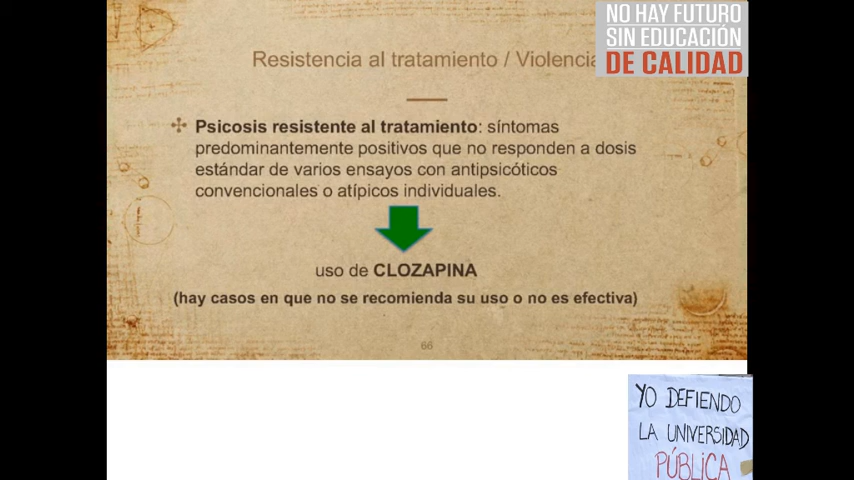 NO HAY FUTURO
SIN EDUCACIÓN
DE CALIDAD
Resistencia al tratamiento / Violencia
Psicosis resistente al tratamiento: síntomas
predominantemente positivos que no responden a dosis
estándar de varios ensayos con antipsicóticos
convencionales o atípicos individuales.
uso de CLOZAPINA
(hay casos en que no se recomienda su uso o no es efectiva)
66
YO DEFIENDO
LA UNIVERSIDAD
PÚBLICA